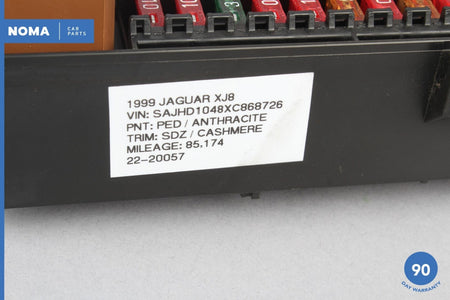 NOMA CAR PARTS
1999 JAGUAR XJ8
VIN: SAJHD1048XC868726
PNT: PED / ANTHRACITE
TRIM: SDZ / CASHMERE
MILEAGE: 85.174
22-20057
90
DAY WARRANTY